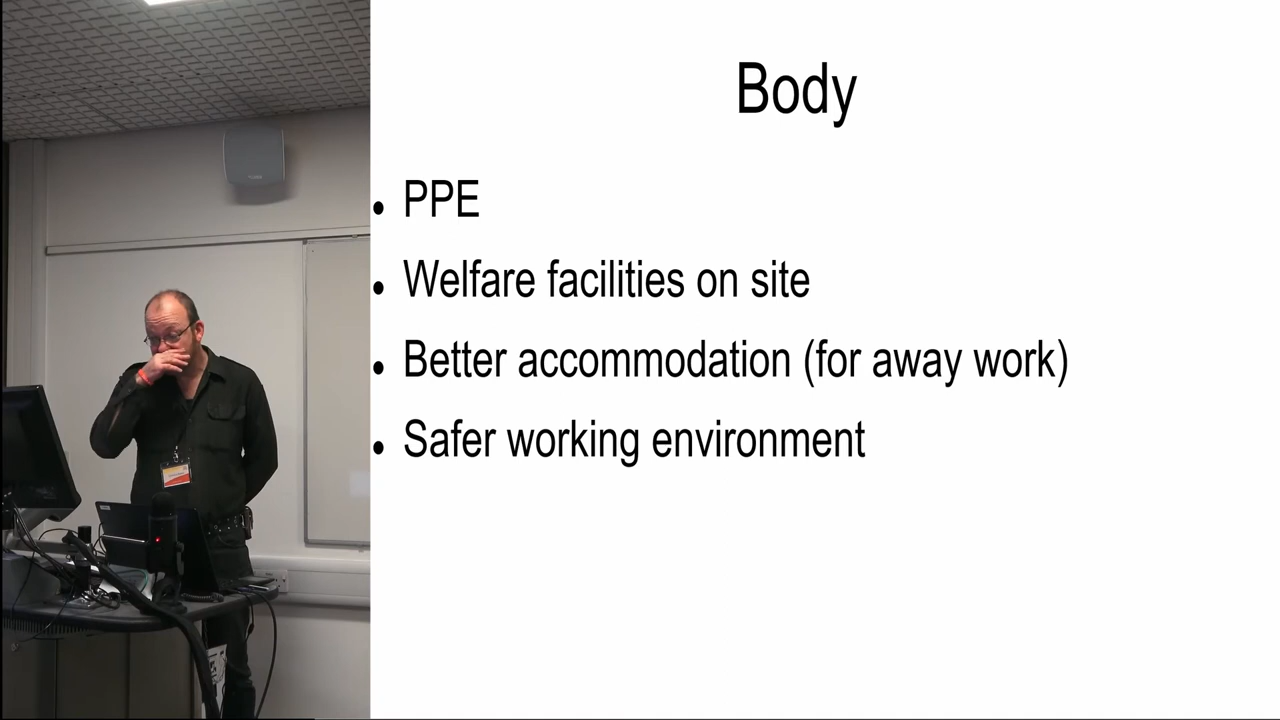 Body
PPE
Welfare facilities on site
Better accommodation (for away work)
Safer working environment